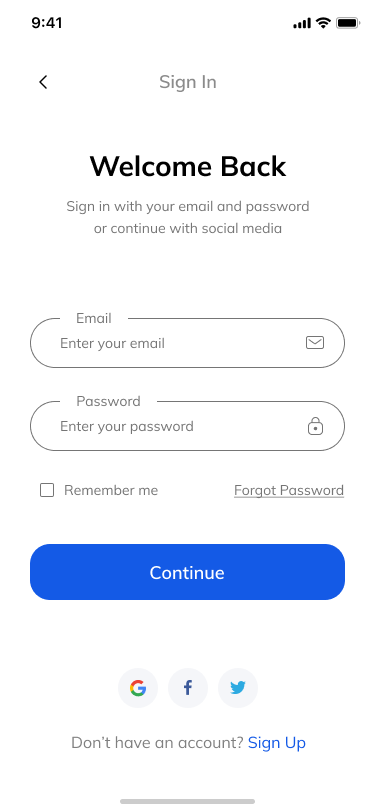 9:41
Sign In
Welcome Back
Sign in with your email and password
or continue with social media
Email
Enter your email
Password
Enter your password
Remember me
Forgot Password
Continue
Don’t have an account? Sign Up